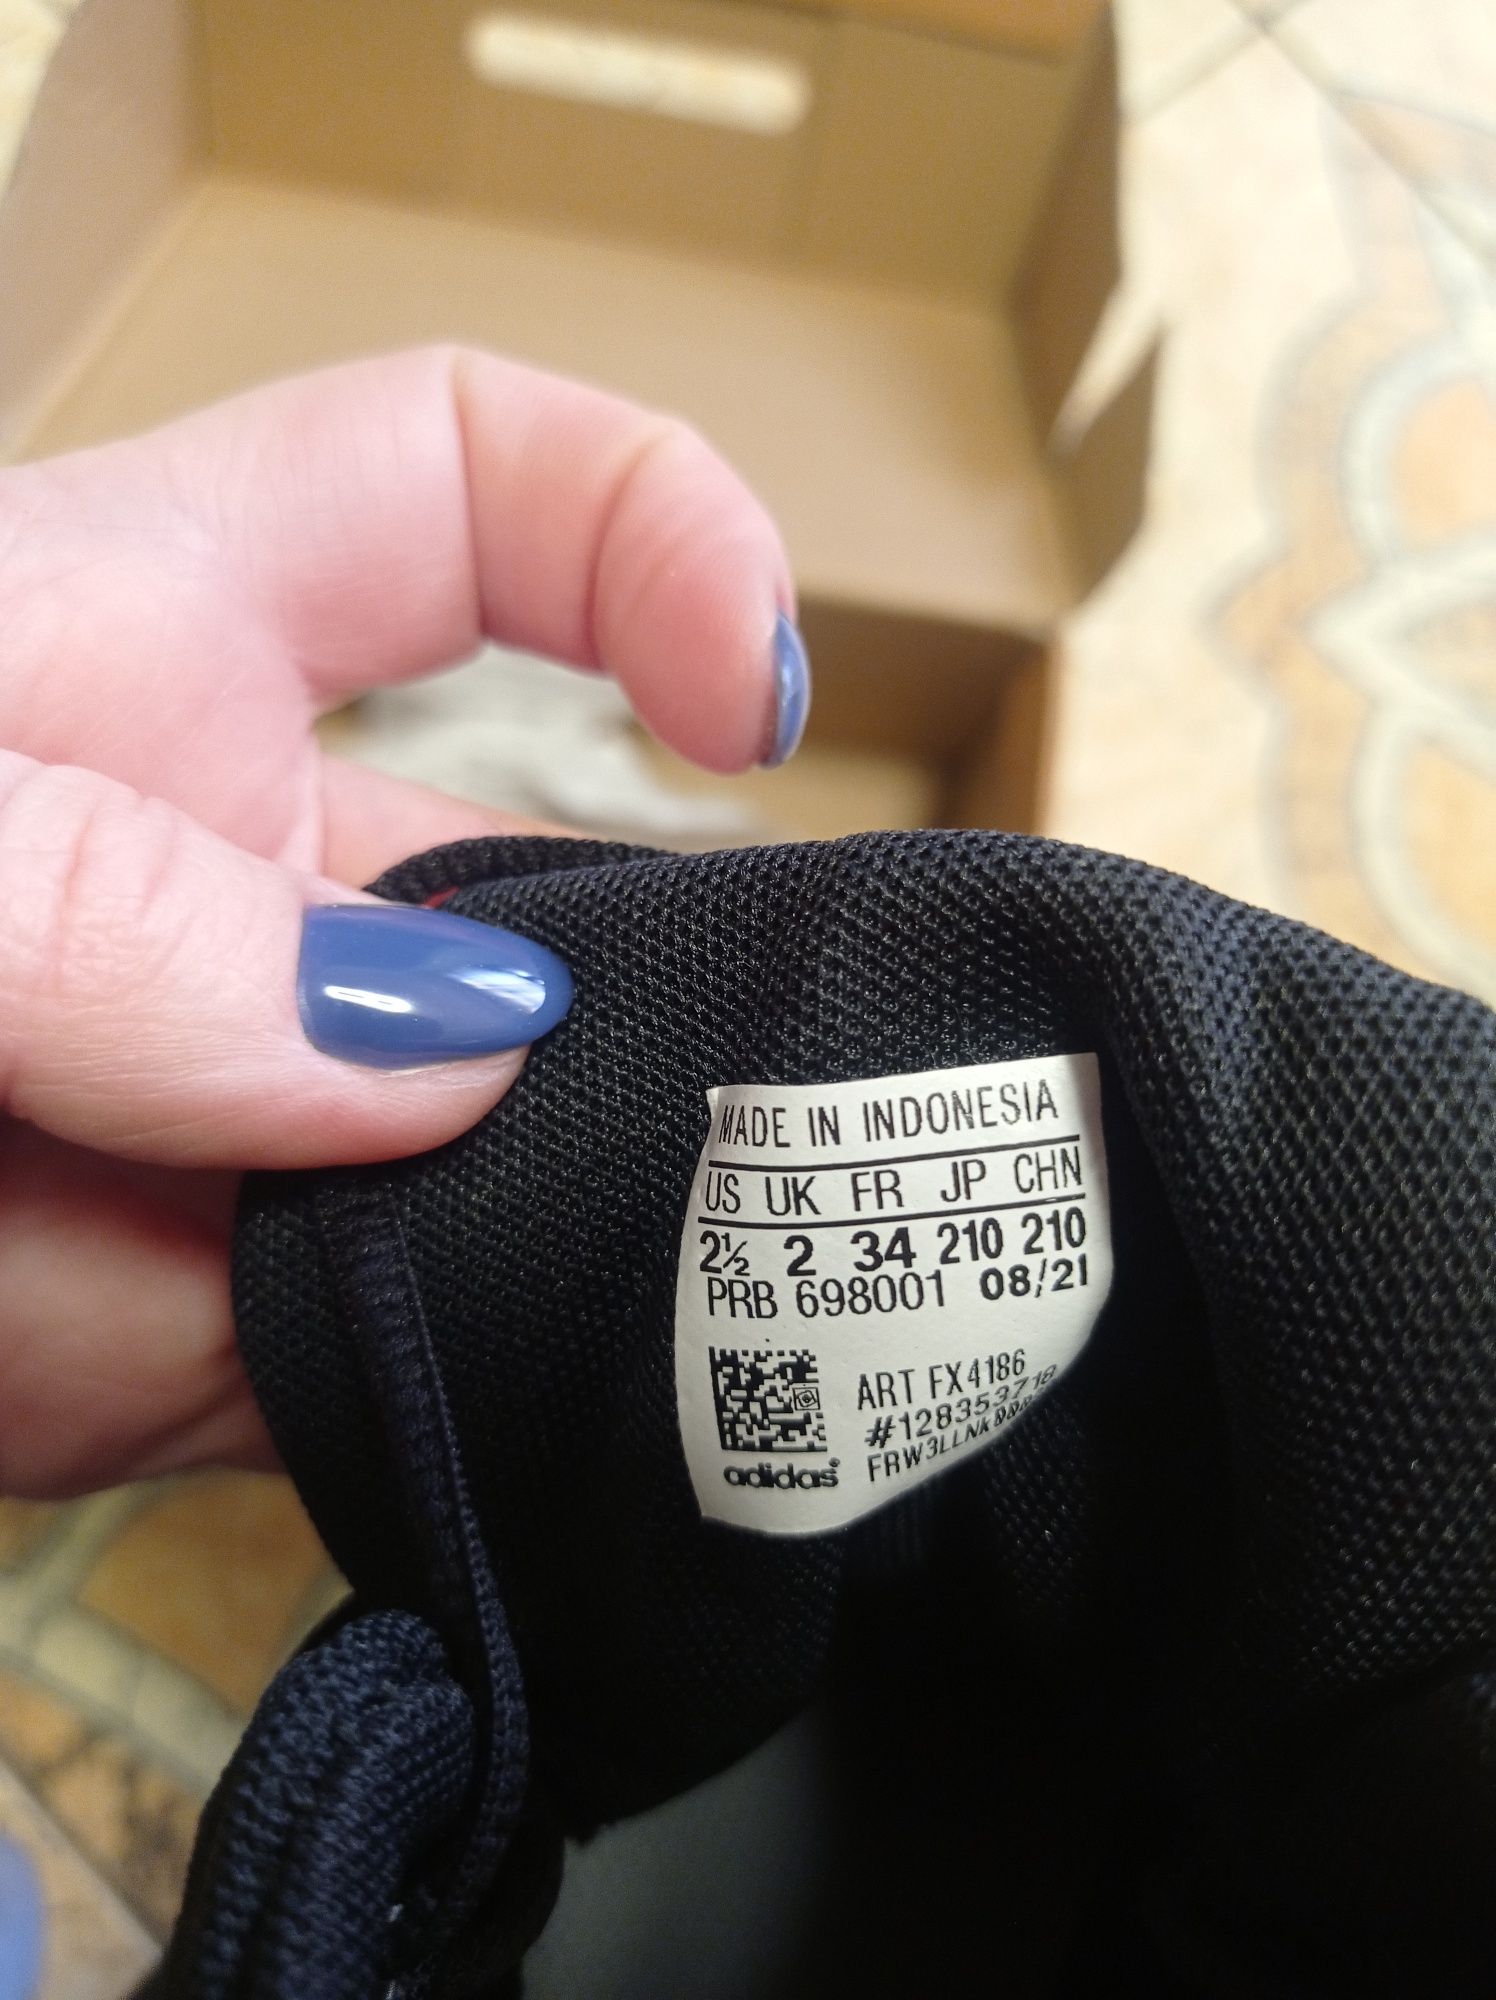 MADE IN INDONESIA
US UK FR JP CHN
2½ 2 34 210 210
PRB 698001 08/21
ART FX4186
#128353718
adidas®